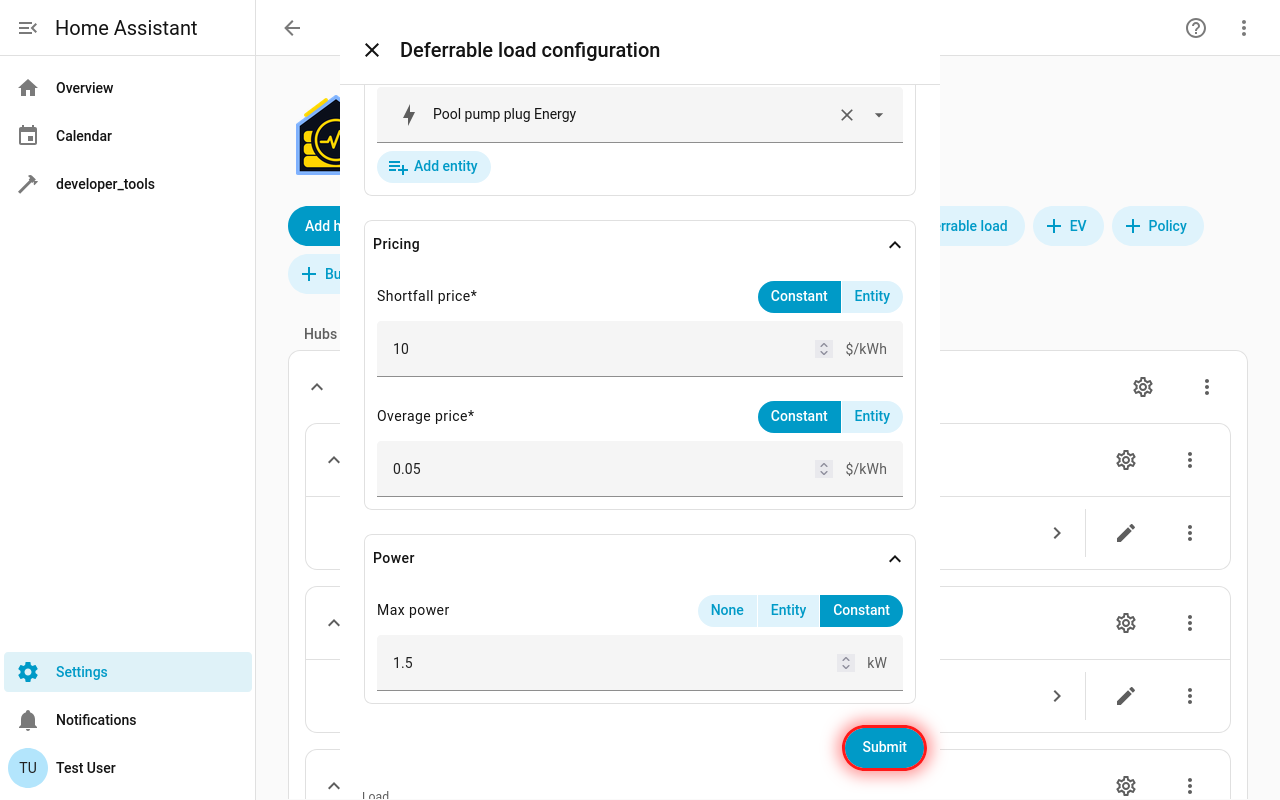 Home Assistant
Deferrable load configuration
Overview
Calendar
developer_tools
Pool pump plug Energy
Add entity
Add h
errable load
EV
Policy
Bu
Hubs
Pricing
Shortfall price*
Constant
Entity
10
$/kWh
Overage price*
Constant
Entity
0.05
$/kWh
Power
Max power
None
Entity
Constant
1.5
kW
Submit
Load
Settings
Notifications
TU
Test User